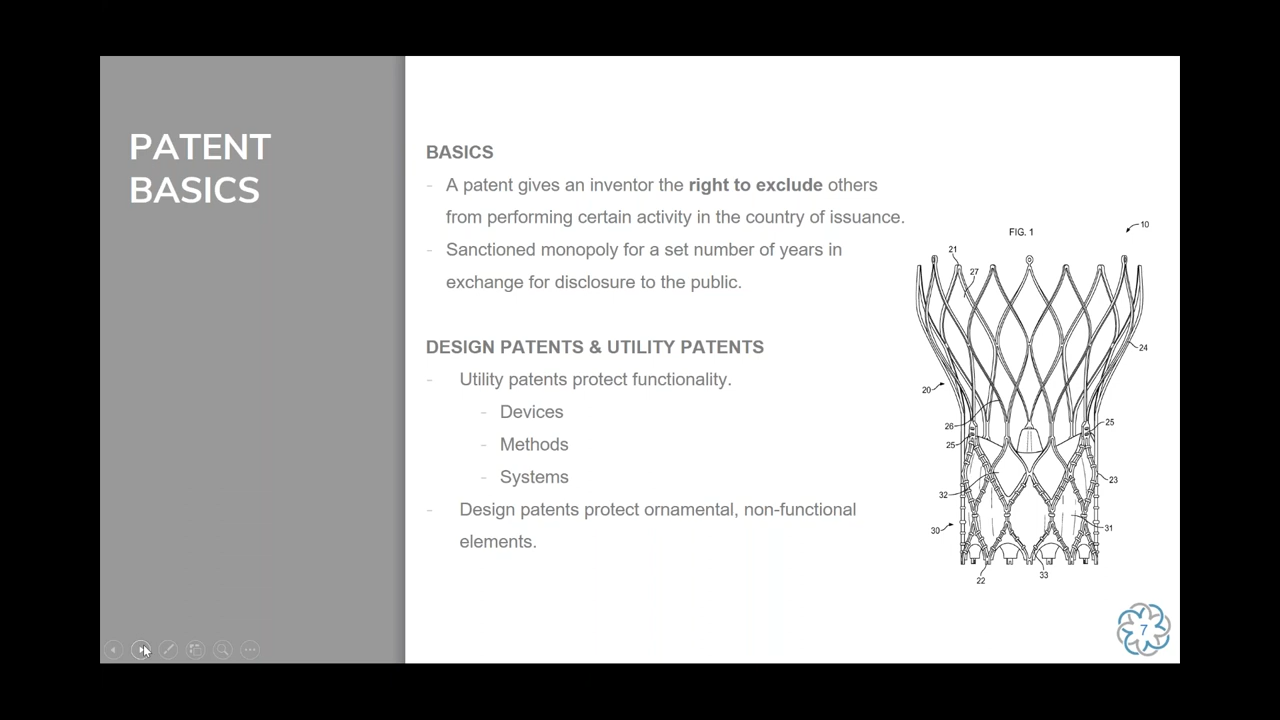 PATENT
BASICS
BASICS
- A patent gives an inventor the right to exclude others
from performing certain activity in the country of issuance.
- Sanctioned monopoly for a set number of years in
exchange for disclosure to the public.
DESIGN PATENTS & UTILITY PATENTS
- Utility patents protect functionality.
- Devices
- Methods
- Systems
- Design patents protect ornamental, non-functional
elements.
FIG. 1
10
21
27
24
20
26
25
25
23
32
30
31
22
33
7